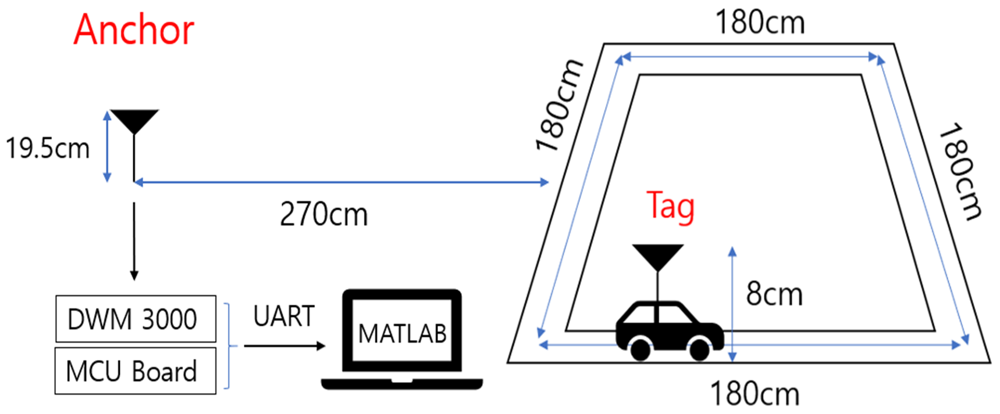 Anchor
19.5cm
270cm
DWM 3000
MCU Board
UART
MATLAB
180cm
180cm
180cm
Tag
8cm
180cm